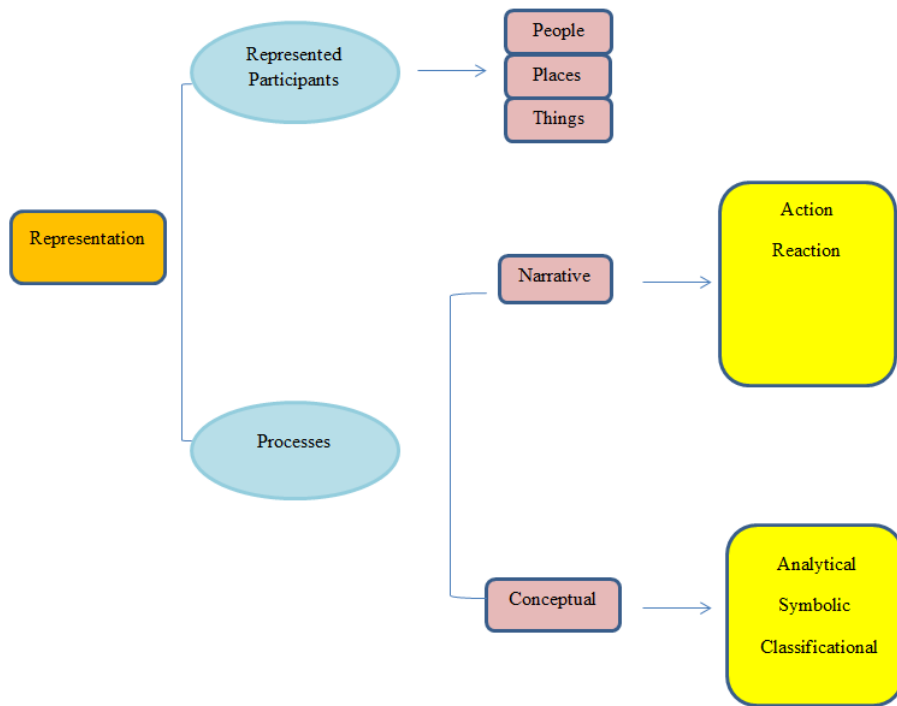 Represented
Participants
People
Places
Things
Representation
Action
Reaction
Narrative
Processes
Conceptual
Analytical
Symbolic
Classificational